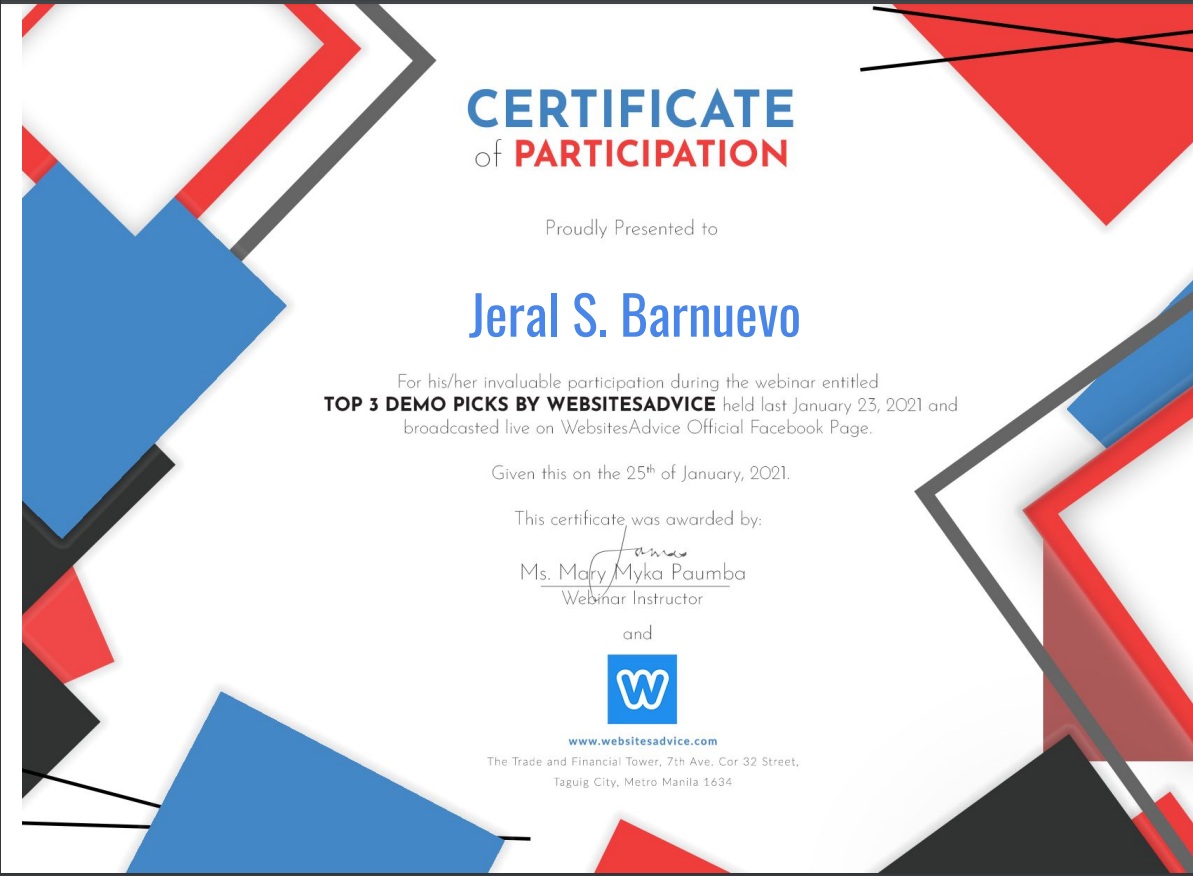 CERTIFICATE
of PARTICIPATION
Proudly Presented to
Jeral S. Barnuevo
For his/her invaluable participation during the webinar entitled
TOP 3 DEMO PICKS BY WEBSITESADVICE held last January 23, 2021 and
broadcasted live on WebsitesAdvice Official Facebook Page.
Given this on the 25th of January, 2021.
This certificate was awarded by:
Ms. Mary Myka Paumba
Webinar Instructor
and
W
www.websitesadvice.com
The Trade and Financial Tower, 7th Ave, Cor 32 Street,
Taguig City, Metro Manila 1634